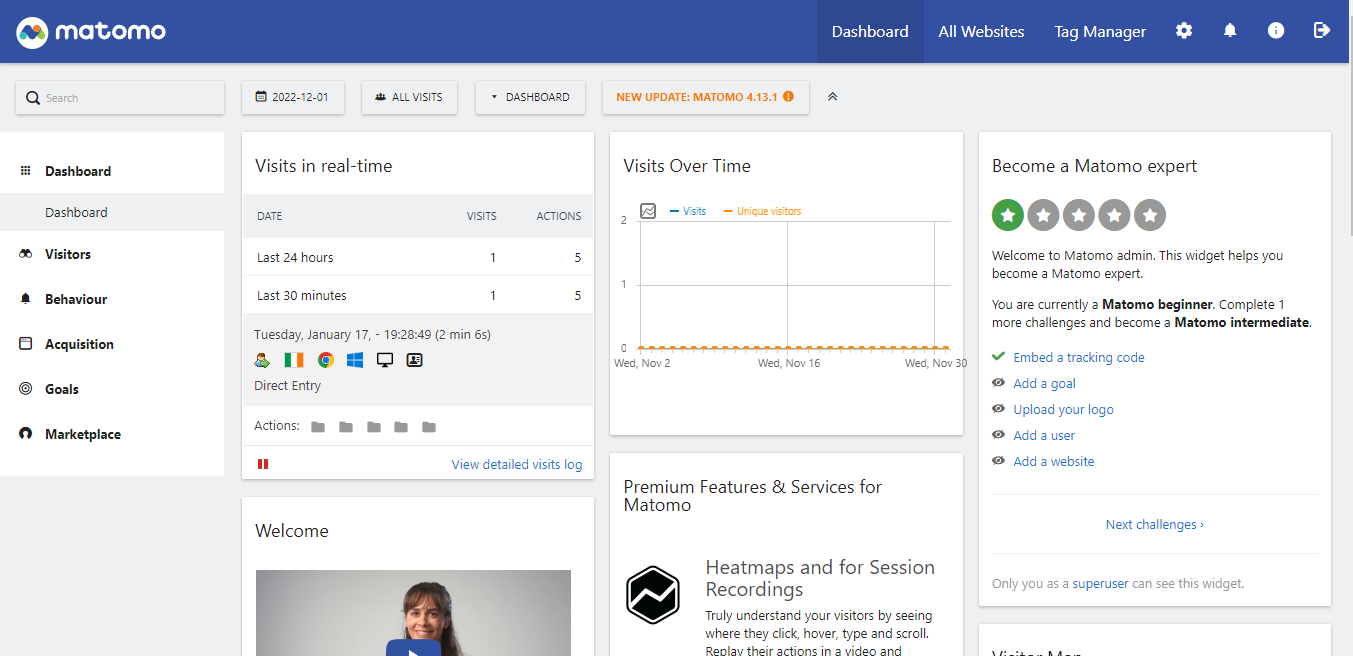 matomo
Dashboard
All Websites
Tag Manager
Search
2022-12-01
ALL VISITS
DASHBOARD
NEW UPDATE: MATOMO 4.13.1
Dashboard
Dashboard
Visitors
Behaviour
Acquisition
Goals
Marketplace
Visits in real-time
DATE VISITS ACTIONS
Last 24 hours 1 5
Last 30 minutes 1 5
Tuesday, January 17, - 19:28:49 (2 min 6s)
Direct Entry
Actions:
View detailed visits log
Welcome
Visits Over Time
Visits Unique visitors
2
1
0
Wed, Nov 2 Wed, Nov 16 Wed, Nov 30
Premium Features & Services for
Matomo
Heatmaps and for Session
Recordings
Truly understand your visitors by seeing
where they click, hover, type and scroll.
Replay their actions in a video and
Become a Matomo expert
Welcome to Matomo admin. This widget helps you
become a Matomo expert.
You are currently a Matomo beginner. Complete 1
more challenges and become a Matomo intermediate.
Embed a tracking code
Add a goal
Upload your logo
Add a user
Add a website
Next challenges ›
Only you as a superuser can see this widget.
Visitor Map